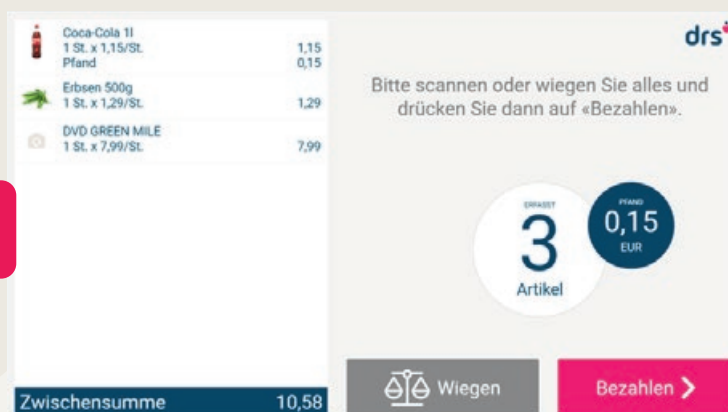 Coca-Cola 1l
1 St. x 1,15/St. 1,15
Pfand 0,15
Erbsen 500g
1 St. x 1,29/St. 1,29
DVD GREEN MILE
1 St. x 7,99/St. 7,99
Zwischensumme 10,58
drs
Bitte scannen oder wiegen Sie alles und
drücken Sie dann auf «Bezahlen».
ERFASST
3
Artikel
PFAND
0,15
EUR
Wiegen
Bezahlen